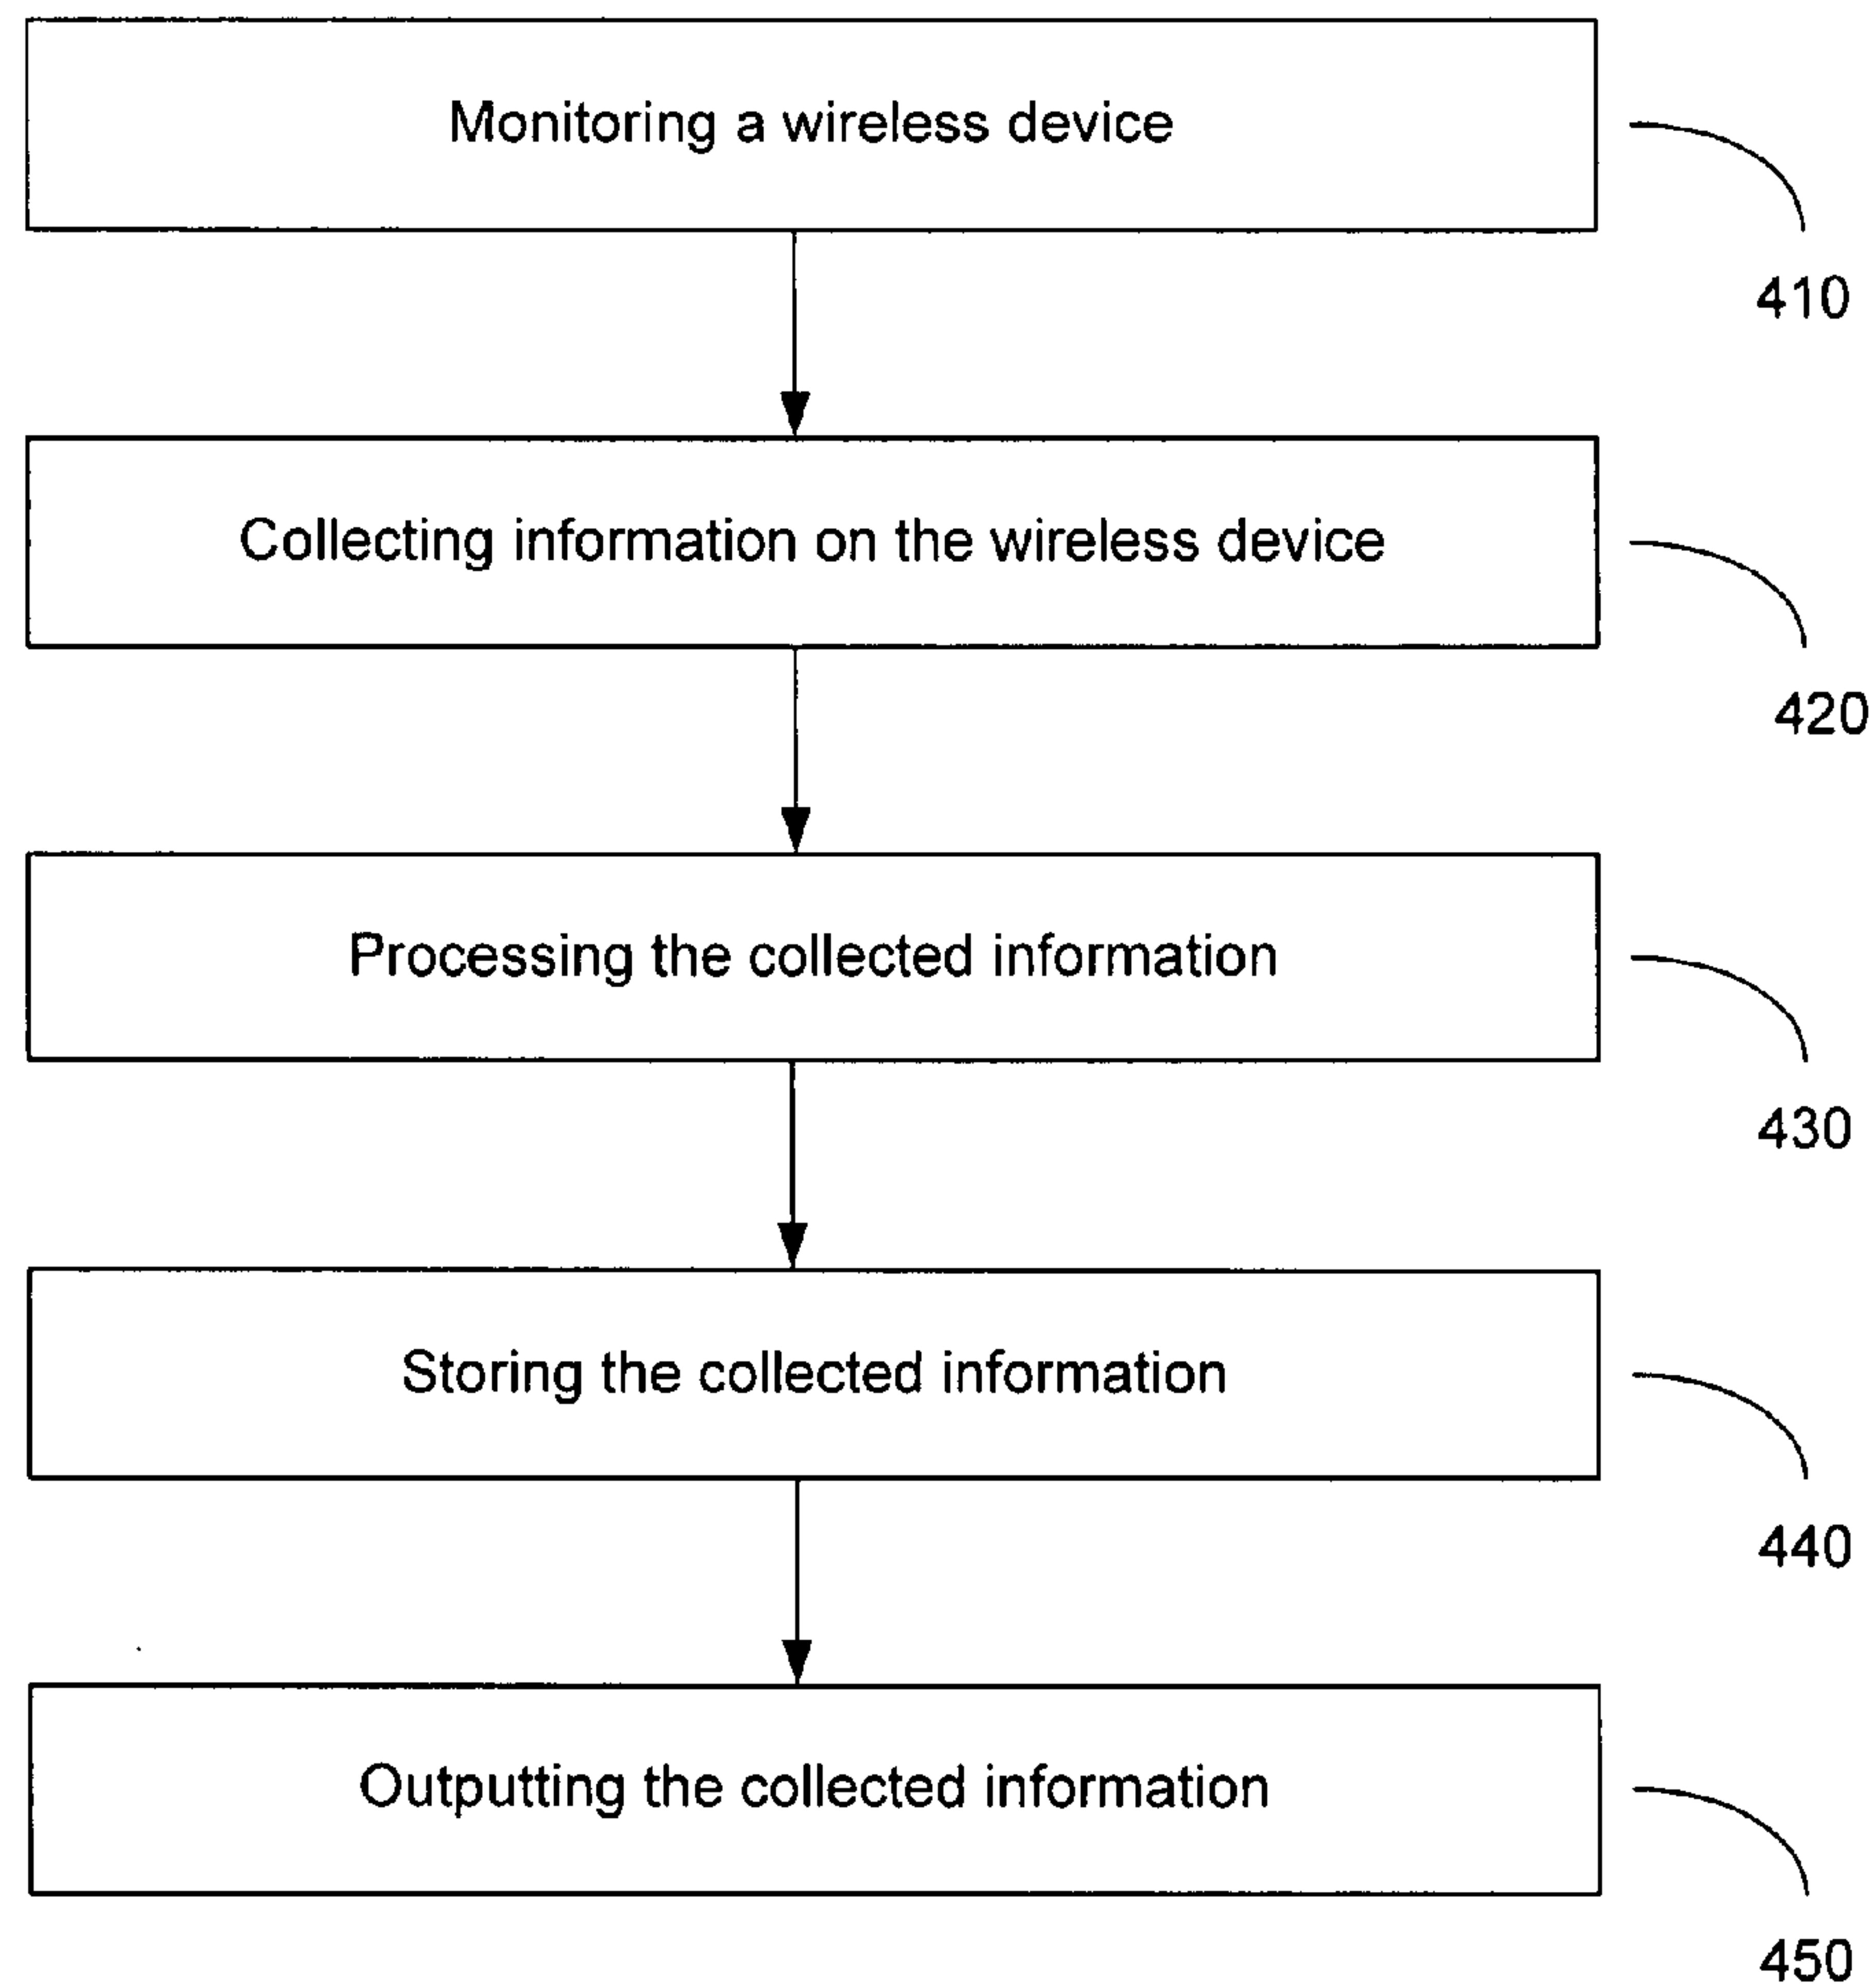 Monitoring a wireless device
410
Collecting information on the wireless device
420
Processing the collected information
430
Storing the collected information
440
Outputting the collected information
450